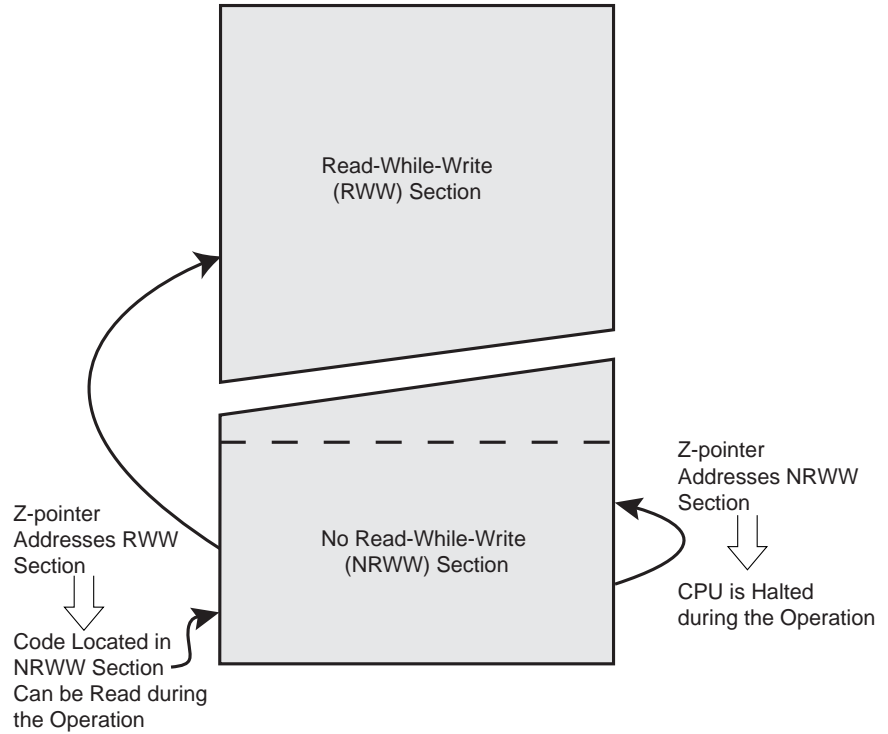 Read-While-Write
(RWW) Section
Z-pointer
Addresses NRWW
Section
Z-pointer
Addresses RWW
Section
No Read-While-Write
(NRWW) Section
CPU is Halted
during the Operation
Code Located in
NRWW Section
Can be Read during
the Operation